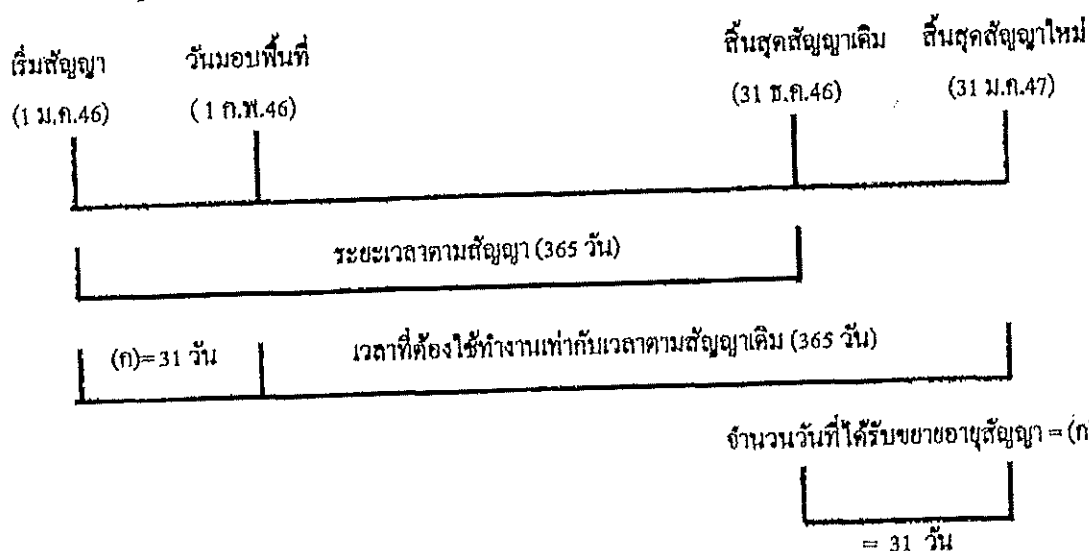 เริ่มสัญญา วันมอบพื้นที่ สิ้นสุดสัญญาเดิม สิ้นสุดสัญญาใหม่
(1 ม.ค.46) (1 ก.พ.46) (31 ธ.ค.46) (31 ม.ค.47)
ระยะเวลาตามสัญญา (365 วัน)
(ก)= 31 วัน เวลาที่ต้องใช้ทำงานเท่ากับเวลาตามสัญญาเดิม (365 วัน)
จำนวนวันที่ได้รับขยายอายุสัญญา = (ก
= 31 วัน